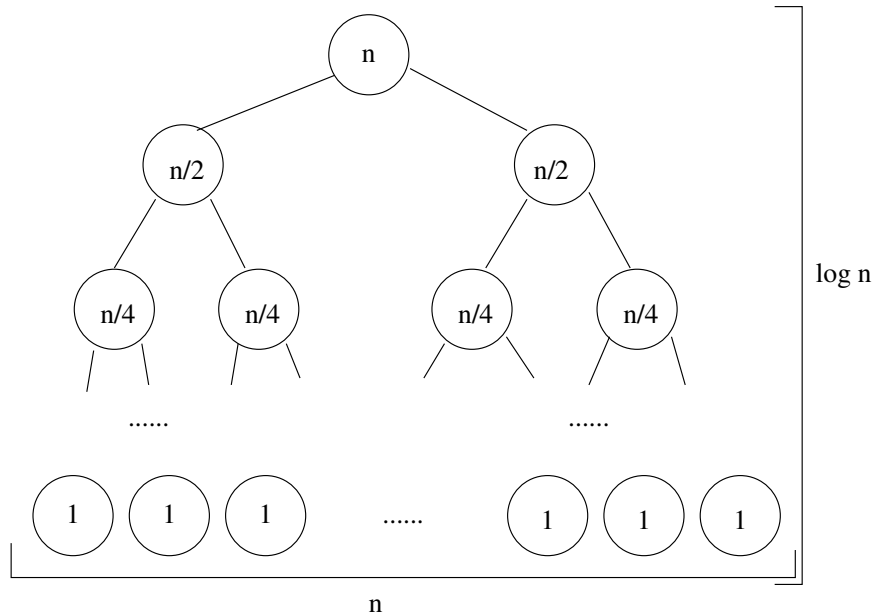 n
n/2 n/2
log n
n/4 n/4 n/4 n/4
...... ......
1 1 1 ...... 1 1 1
n